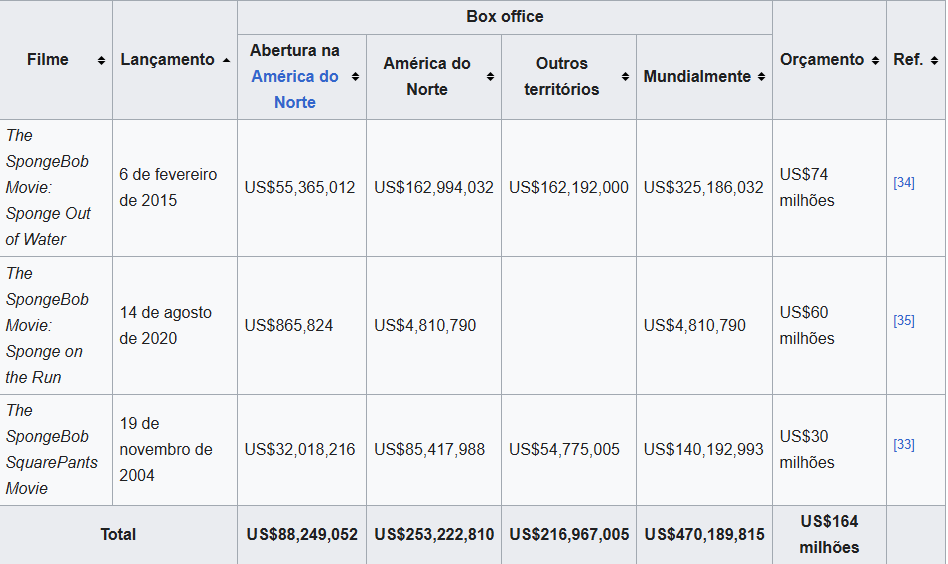 Filme
Lançamento
Box office
Abertura na
América do
Norte
América do
Norte
Outros
territórios
Mundialmente
Orçamento
Ref.
The
SpongeBob
Movie:
Sponge Out
of Water
6 de fevereiro
de 2015
US$55,365,012
US$162,994,032
US$162,192,000
US$325,186,032
US$74
milhões
[34]
The
SpongeBob
Movie:
Sponge on
the Run
14 de agosto
de 2020
US$865,824
US$4,810,790
US$4,810,790
US$60
milhões
[35]
The
SpongeBob
SquarePants
Movie
19 de
novembro de
2004
US$32,018,216
US$85,417,988
US$54,775,005
US$140,192,993
US$30
milhões
[33]
Total
US$88,249,052
US$253,222,810
US$216,967,005
US$470,189,815
US$164
milhões